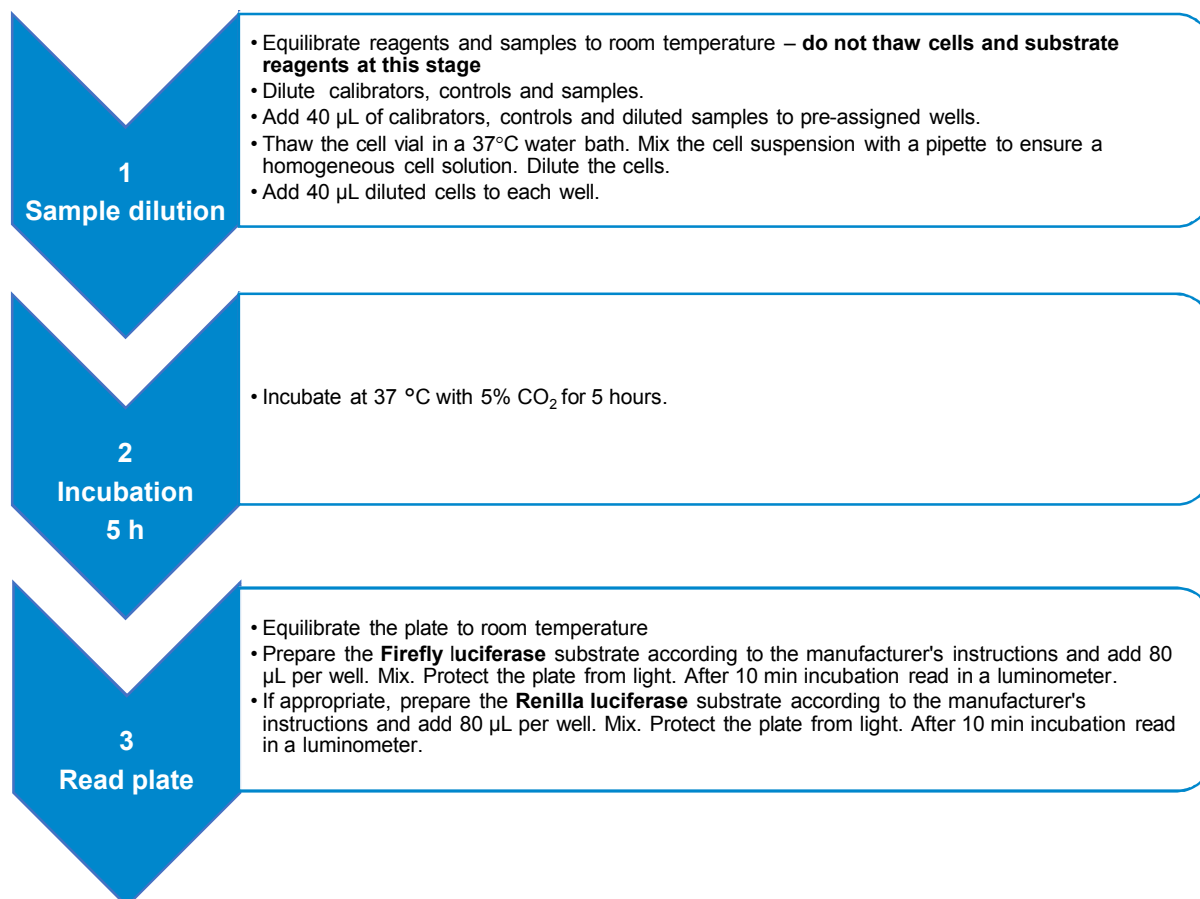 1
Sample dilution
• Equilibrate reagents and samples to room temperature – do not thaw cells and substrate
reagents at this stage
• Dilute calibrators, controls and samples.
• Add 40 µL of calibrators, controls and diluted samples to pre-assigned wells.
• Thaw the cell vial in a 37°C water bath. Mix the cell suspension with a pipette to ensure a
homogeneous cell solution. Dilute the cells.
• Add 40 µL diluted cells to each well.
2
Incubation
5 h
• Incubate at 37 °C with 5% CO₂ for 5 hours.
3
Read plate
• Equilibrate the plate to room temperature
• Prepare the Firefly luciferase substrate according to the manufacturer's instructions and add 80
µL per well. Mix. Protect the plate from light. After 10 min incubation read in a luminometer.
• If appropriate, prepare the Renilla luciferase substrate according to the manufacturer's
instructions and add 80 µL per well. Mix. Protect the plate from light. After 10 min incubation read
in a luminometer.